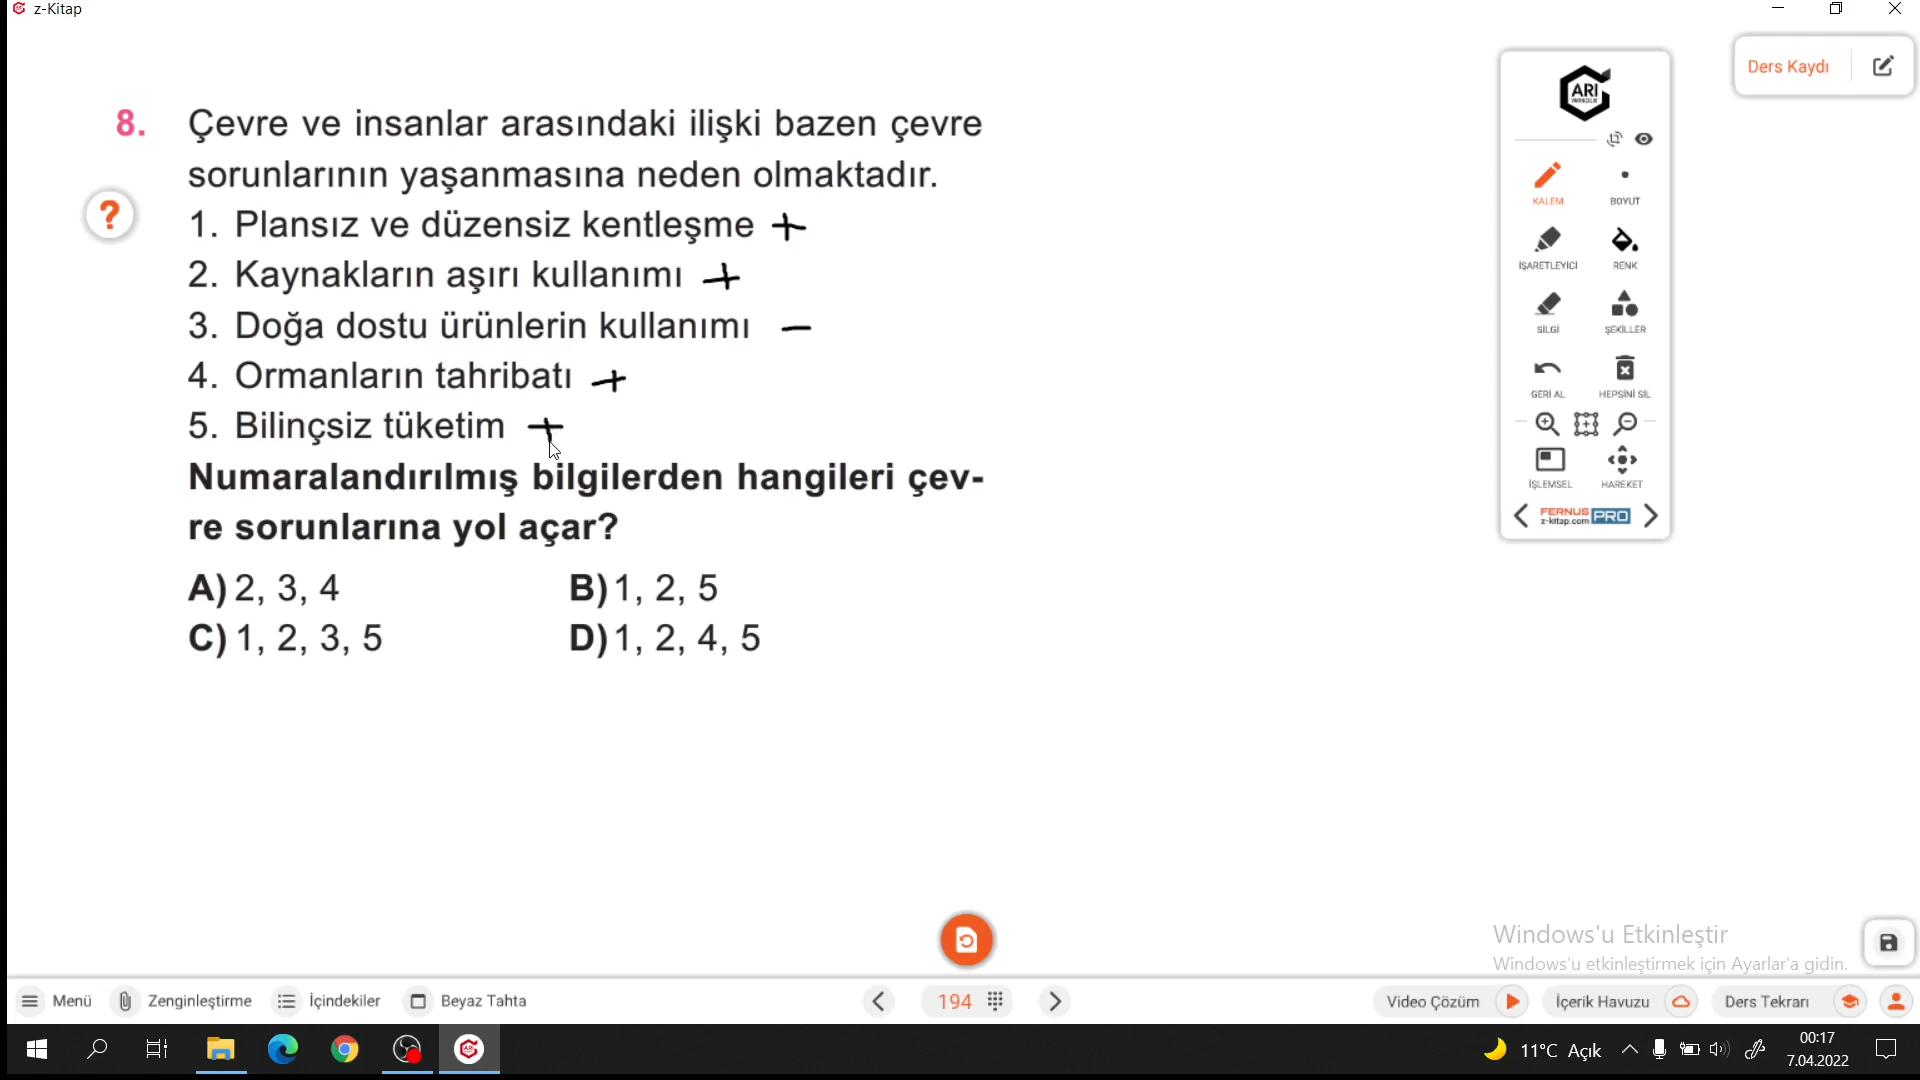 z-Kitap
Ders Kaydı
8. Çevre ve insanlar arasındaki ilişki bazen çevre
sorunlarının yaşanmasına neden olmaktadır.
?
1. Plansız ve düzensiz kentleşme +
2. Kaynakların aşırı kullanımı +
3. Doğa dostu ürünlerin kullanımı –
4. Ormanların tahribatı +
5. Bilinçsiz tüketim +
Numaralandırılmış bilgilerden hangileri çev-
re sorunlarına yol açar?
A) 2, 3, 4 B) 1, 2, 5
C) 1, 2, 3, 5 D) 1, 2, 4, 5
ARI
YAYINCILIK
KALEM BOYUT
İŞARETLEYİCİ RENK
SİLGİ ŞEKİLLER
GERİ AL HEPSİNİ SİL
İŞLEMSEL HAREKET
FERNUS
z-kitap.com PRO
Windows'u Etkinleştir
Windows'u etkinleştirmek için Ayarlar'a gidin.
Menü Zenginleştirme İçindekiler Beyaz Tahta 194 Video Çözüm İçerik Havuzu Ders Tekrarı
11°C Açık 00:17
7.04.2022